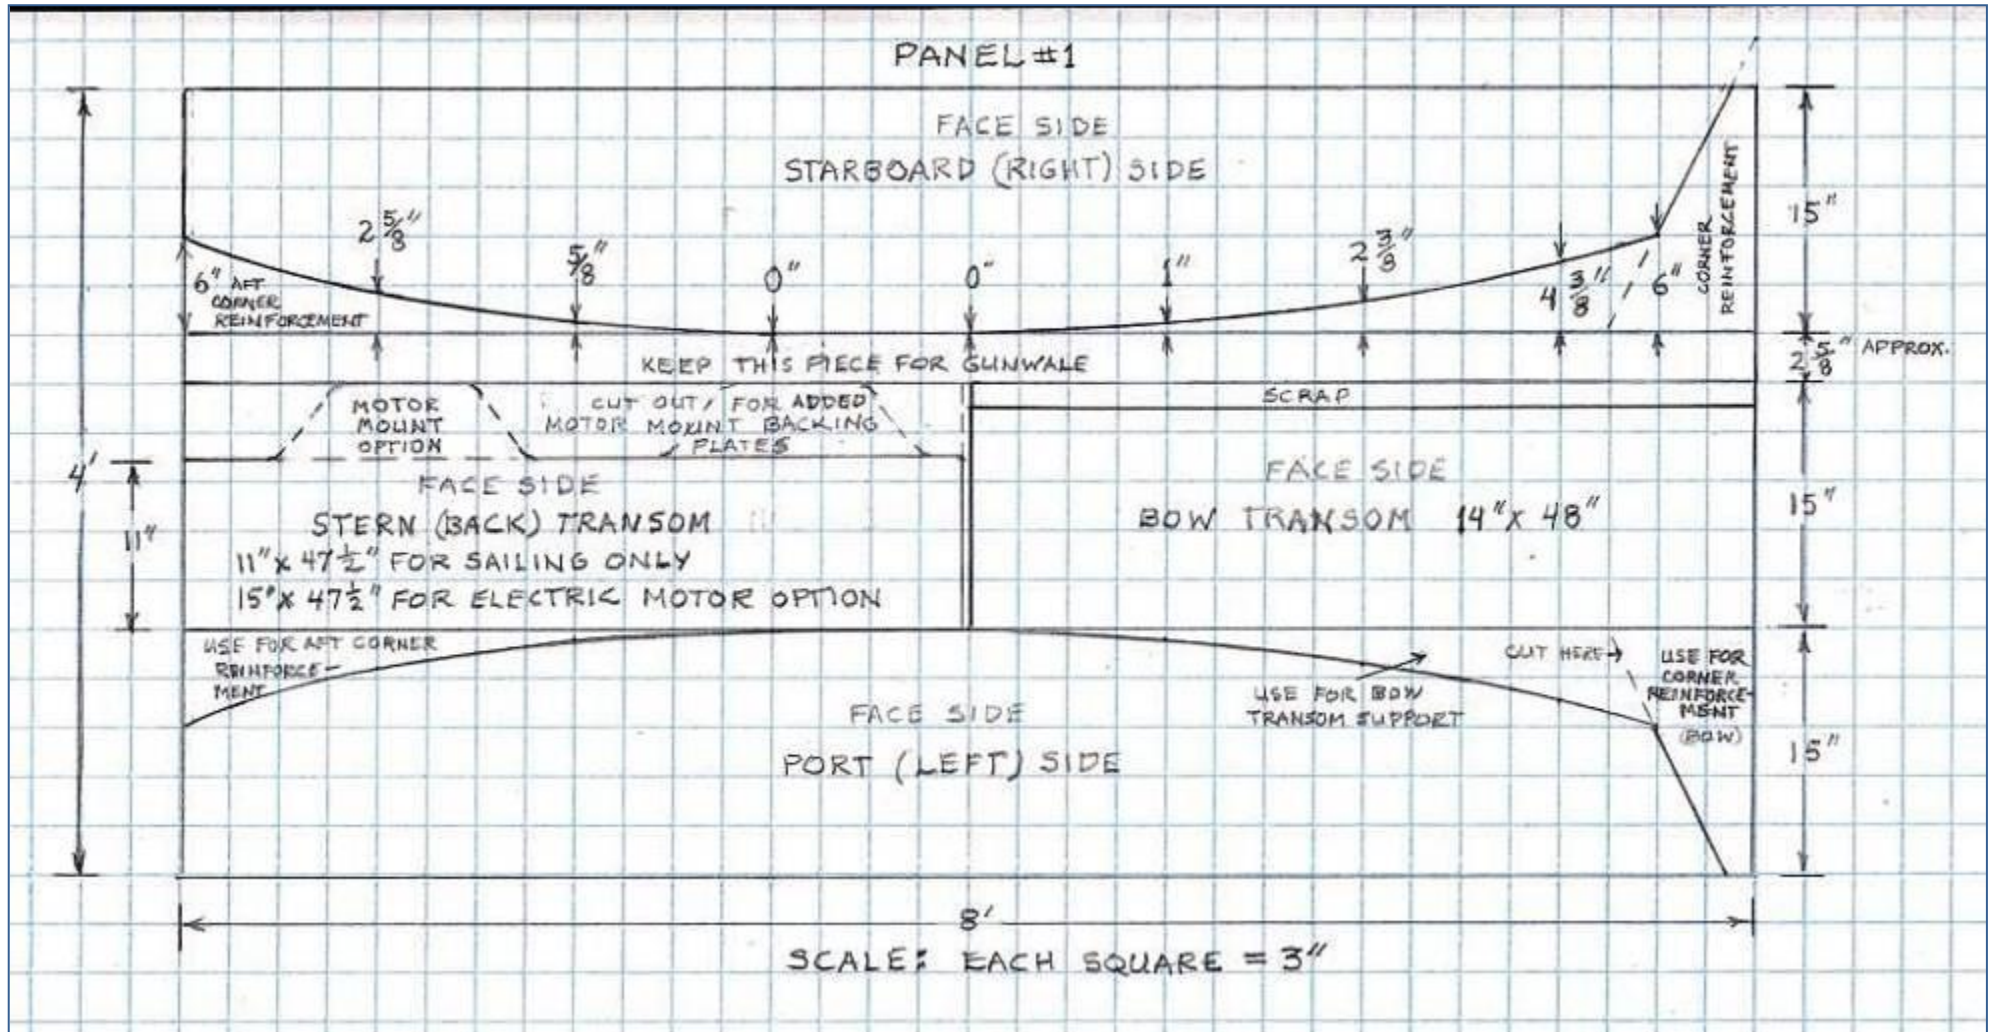 PANEL #1
FACE SIDE
STARBOARD (RIGHT) SIDE
CORNER
REINFORCEMENT
15"
2 5/8"
5/8"
0"
0"
1"
2 3/8"
4 3/8"
6"
6" AFT
CORNER
REINFORCEMENT
2 5/8" APPROX.
KEEP THIS PIECE FOR GUNWALE
SCRAP
MOTOR
MOUNT
OPTION
CUT OUT FOR ADDED
MOTOR MOUNT BACKING
PLATES
4'
11"
FACE SIDE
STERN (BACK) TRANSOM
11" x 47 1/2" FOR SAILING ONLY
15" x 47 1/2" FOR ELECTRIC MOTOR OPTION
FACE SIDE
BOW TRANSOM 14" x 48"
15"
USE FOR AFT CORNER
REINFORCE-
MENT
CUT HERE
USE FOR
CORNER
REINFORCE-
MENT
(BOW)
USE FOR BOW
TRANSOM SUPPORT
FACE SIDE
PORT (LEFT) SIDE
15"
8'
SCALE: EACH SQUARE = 3"